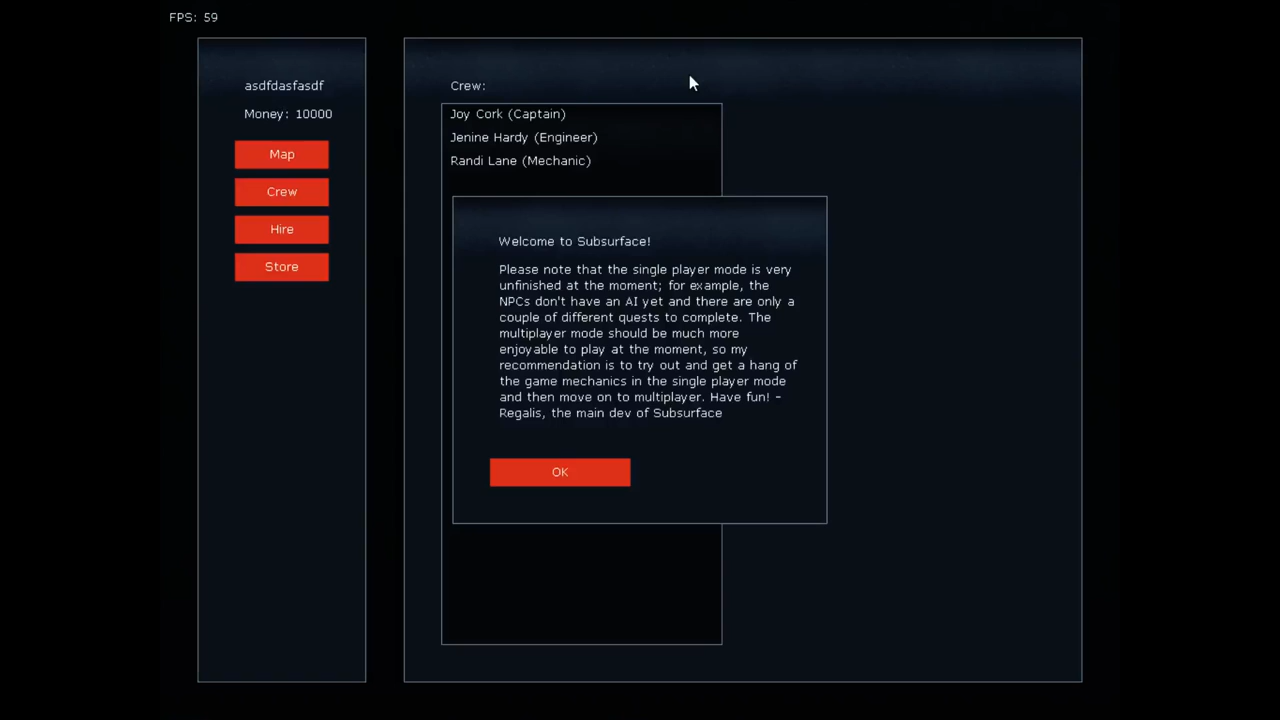 FPS: 59
asdfdasfasdf
Money: 10000
Map
Crew
Hire
Store
Crew:
Joy Cork (Captain)
Jenine Hardy (Engineer)
Randi Lane (Mechanic)
Welcome to Subsurface!
Please note that the single player mode is very
unfinished at the moment; for example, the
NPCs don't have an AI yet and there are only a
couple of different quests to complete. The
multiplayer mode should be much more
enjoyable to play at the moment, so my
recommendation is to try out and get a hang of
the game mechanics in the single player mode
and then move on to multiplayer. Have fun! -
Regalis, the main dev of Subsurface
OK